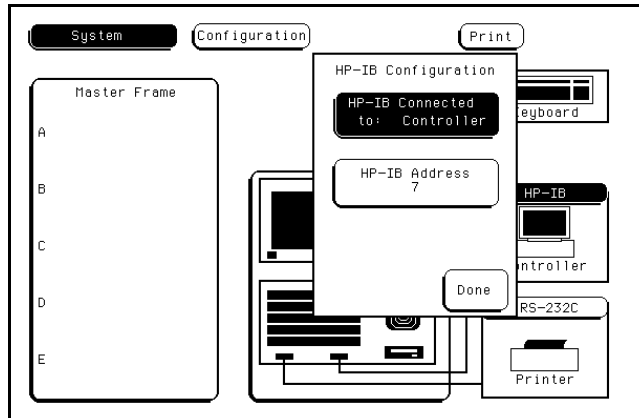 System
Configuration
Print
Master Frame
A
B
C
D
E
HP-IB Configuration
HP-IB Connected
to: Controller
HP-IB Address
7
Done
eyboard
HP-IB
ntroller
RS-232C
Printer